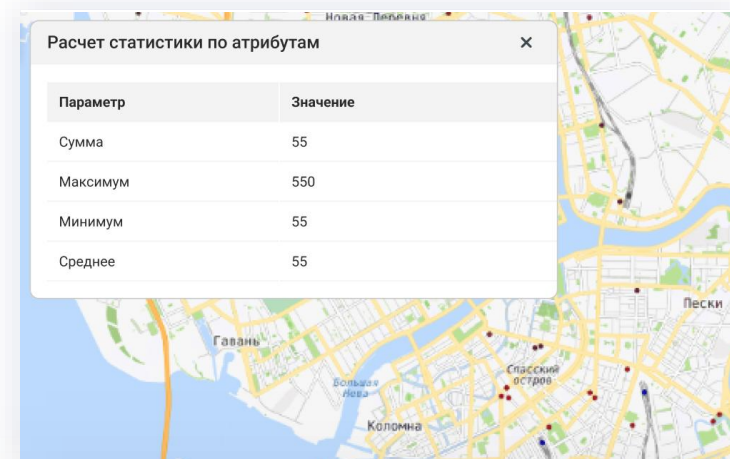 Новая Деревня
Расчет статистики по атрибутам
Параметр Значение
Сумма 55
Максимум 550
Минимум 55
Среднее 55
Пески
Гавань
Спасский
остров
Большая
Нева
Коломна